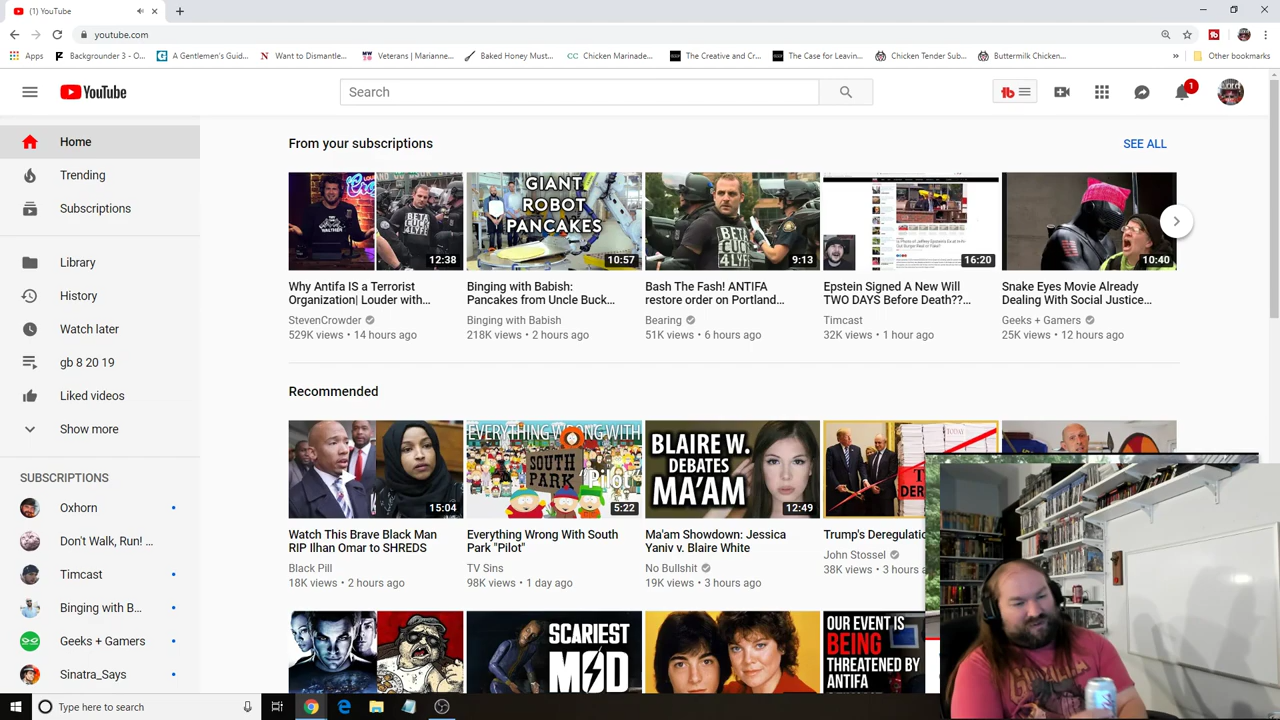 (1) YouTube
youtube.com
Apps
Backgrounder 3 - O...
A Gentlemen's Guid...
Want to Dismantle...
Veterans | Marianne...
Baked Honey Must...
Chicken Marinade...
The Creative and Cr...
The Case for Leavin...
Chicken Tender Sub...
Buttermilk Chicken...
»
Other bookmarks
YouTube
Search
1
Home
Trending
Subscriptions
Library
History
Watch later
gb 8 20 19
Liked videos
Show more
SUBSCRIPTIONS
Oxhorn
Don't Walk, Run! ...
Timcast
Binging with B...
Geeks + Gamers
Sinatra_Says
From your subscriptions
SEE ALL
12:38
GIANT
ROBOT
PANCAKES
10:57
9:13
16:20
10:40
Why Antifa IS a Terrorist
Organization| Louder with...
StevenCrowder
529K views • 14 hours ago
Binging with Babish:
Pancakes from Uncle Buck...
Binging with Babish
218K views • 2 hours ago
Bash The Fash! ANTIFA
restore order on Portland...
Bearing
51K views • 6 hours ago
Epstein Signed A New Will
TWO DAYS Before Death??...
Timcast
32K views • 1 hour ago
Snake Eyes Movie Already
Dealing With Social Justice...
Geeks + Gamers
25K views • 12 hours ago
Recommended
15:04
EVERYTHING WRONG WITH
SOUTH
PARK
"Pilot"
5:22
BLAIRE W.
DEBATES
MA'AM
12:49
TODAY
Watch This Brave Black Man
RIP Ilhan Omar to SHREDS
Black Pill
18K views • 2 hours ago
Everything Wrong With South
Park "Pilot"
TV Sins
98K views • 1 day ago
Ma'am Showdown: Jessica
Yaniv v. Blaire White
No Bullshit
19K views • 3 hours ago
Trump's Deregulatio
John Stossel
38K views • 3 hours a
SCARIEST
MOD
OUR EVENT IS
BEING
THREATENED BY
ANTIFA
Type here to search